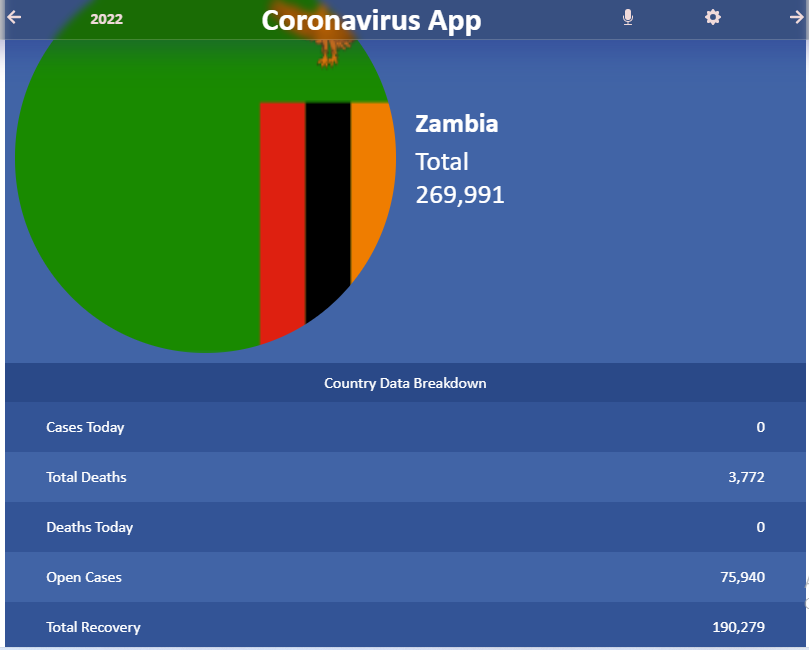 2022
Coronavirus App
Zambia
Total
269,991
Country Data Breakdown
Cases Today 0
Total Deaths 3,772
Deaths Today 0
Open Cases 75,940
Total Recovery 190,279